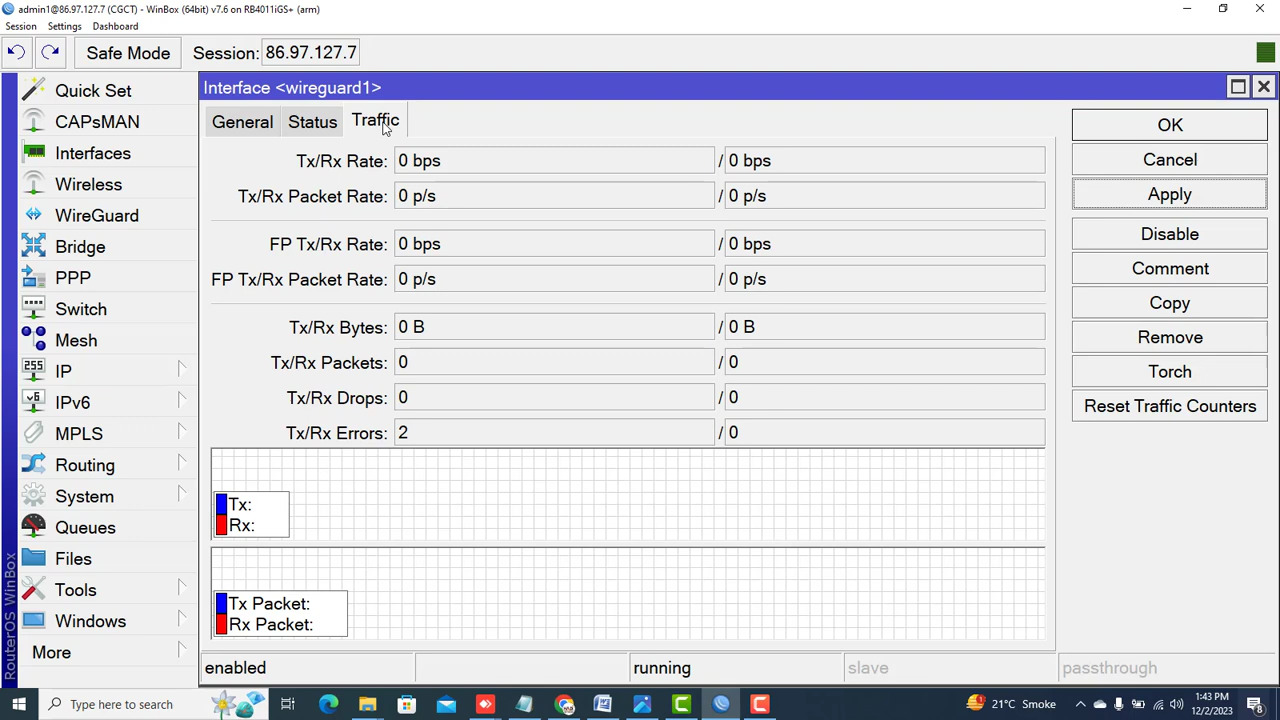 admin1@86.97.127.7 (CGCT) - WinBox (64bit) v7.6 on RB4011iGS+ (arm)
Session Settings Dashboard
Safe Mode Session: 86.97.127.7
Quick Set
CAPsMAN
Interfaces
Wireless
WireGuard
Bridge
PPP
Switch
Mesh
255 IP
v6 IPv6
MPLS
Routing
System
Queues
Files
Tools
Windows
More
RouterOS WinBox
Interface <wireguard1>
General Status Traffic
Tx/Rx Rate: 0 bps / 0 bps
Tx/Rx Packet Rate: 0 p/s / 0 p/s
FP Tx/Rx Rate: 0 bps / 0 bps
FP Tx/Rx Packet Rate: 0 p/s / 0 p/s
Tx/Rx Bytes: 0 B / 0 B
Tx/Rx Packets: 0 / 0
Tx/Rx Drops: 0 / 0
Tx/Rx Errors: 2 / 0
Tx:
Rx:
Tx Packet:
Rx Packet:
OK
Cancel
Apply
Disable
Comment
Copy
Remove
Torch
Reset Traffic Counters
enabled running slave passthrough
Type here to search
21°C Smoke
1:43 PM
12/2/2023
8